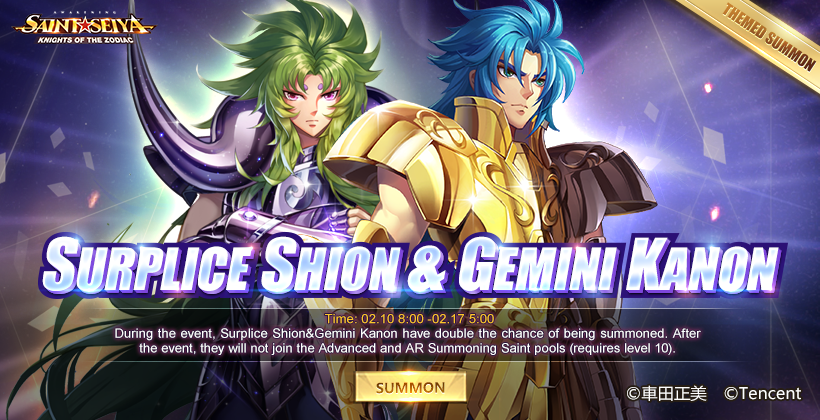 AWAKENING
SAINT SEIYA
KNIGHTS OF THE ZODIAC
THEMED SUMMON
SURPLICE SHION & GEMINI KANON
Time: 02.10 8:00 -02.17 5:00
During the event, Surplice Shion&Gemini Kanon have double the chance of being summoned. After
the event, they will not join the Advanced and AR Summoning Saint pools (requires level 10).
SUMMON
©車田正美 ©Tencent